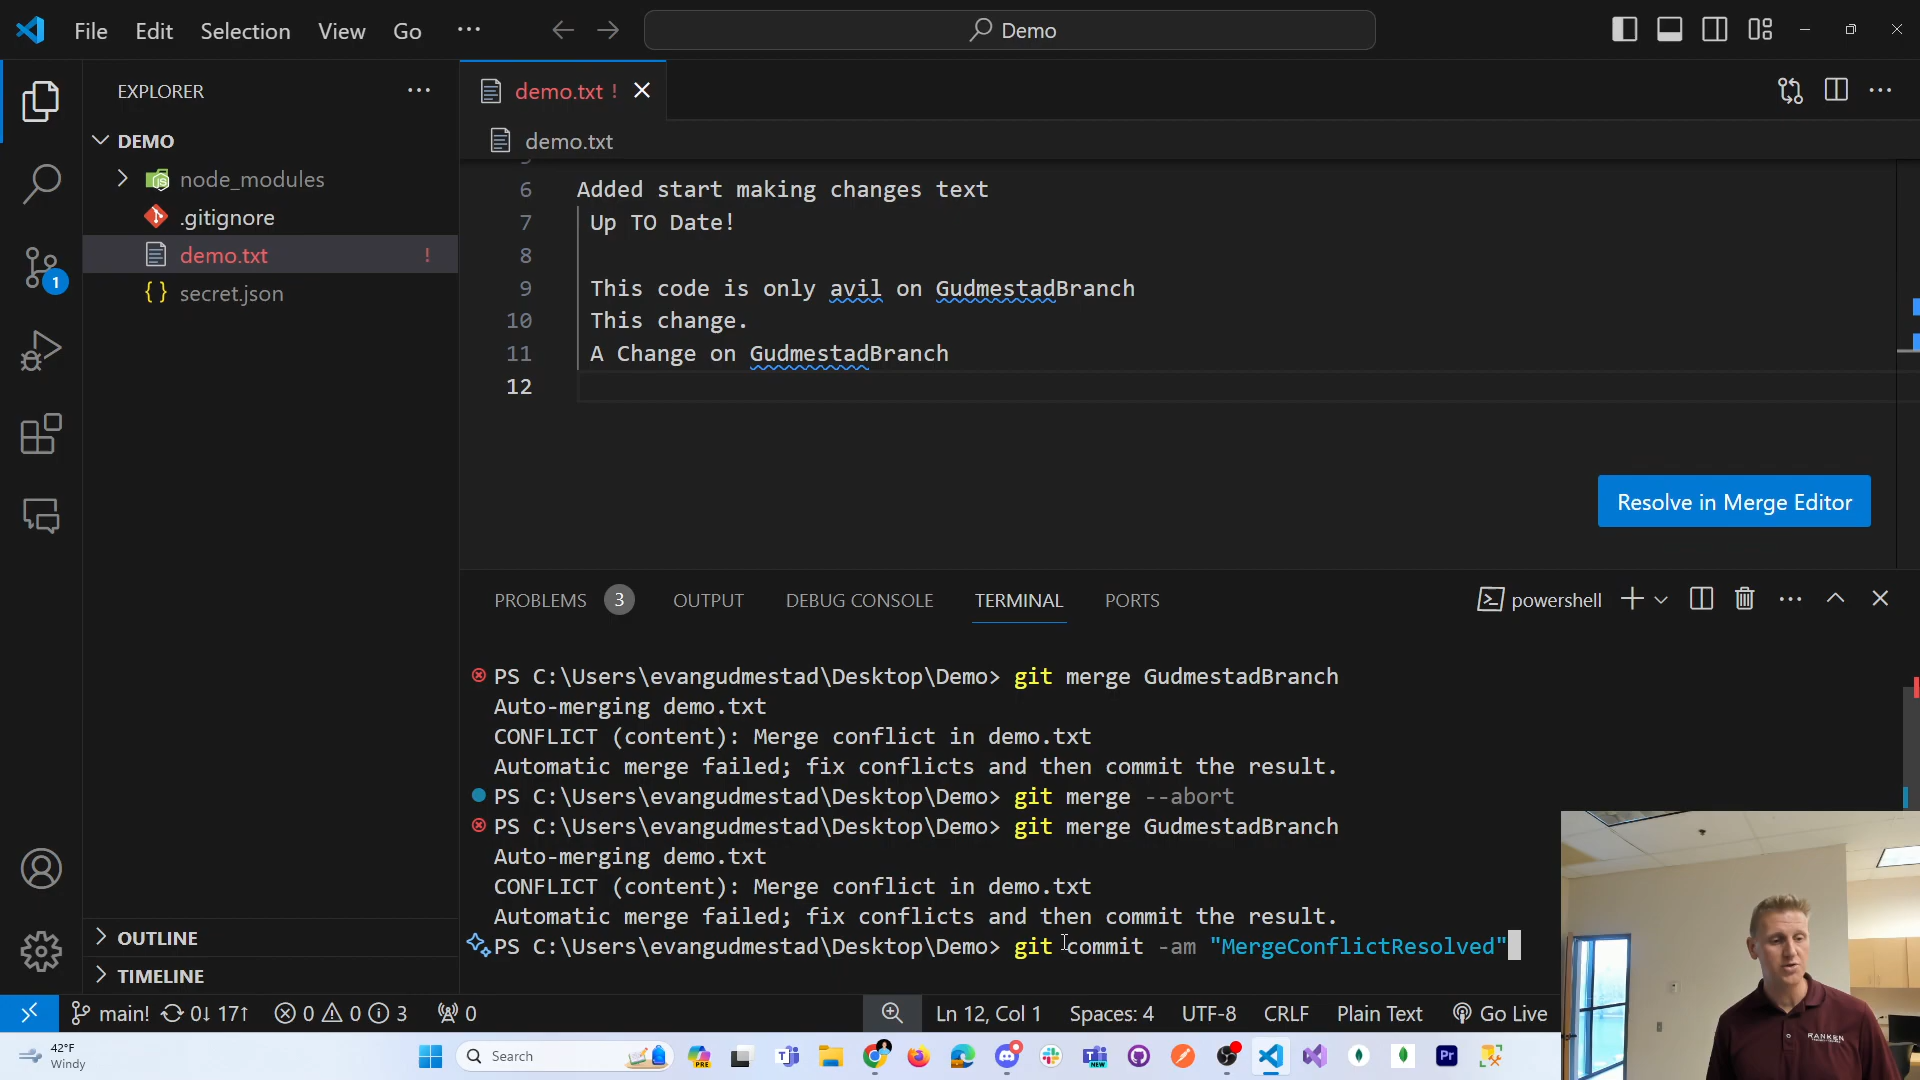 File Edit Selection View Go ··· Demo
EXPLORER ···
DEMO
node_modules
.gitignore
demo.txt !
secret.json
1
OUTLINE
TIMELINE
demo.txt !
demo.txt
6 Added start making changes text
7 Up TO Date!
8
9 This code is only avil on GudmestadBranch
10 This change.
11 A Change on GudmestadBranch
12
Resolve in Merge Editor
PROBLEMS 3 OUTPUT DEBUG CONSOLE TERMINAL PORTS powershell
PS C:\Users\evangudmestad\Desktop\Demo> git merge GudmestadBranch
Auto-merging demo.txt
CONFLICT (content): Merge conflict in demo.txt
Automatic merge failed; fix conflicts and then commit the result.
PS C:\Users\evangudmestad\Desktop\Demo> git merge --abort
PS C:\Users\evangudmestad\Desktop\Demo> git merge GudmestadBranch
Auto-merging demo.txt
CONFLICT (content): Merge conflict in demo.txt
Automatic merge failed; fix conflicts and then commit the result.
PS C:\Users\evangudmestad\Desktop\Demo> git commit -am "MergeConflictResolved"
RANKEN
main! 0↓ 17↑ 0 0 3 0 Ln 12, Col 1 Spaces: 4 UTF-8 CRLF Plain Text Go Live
42°F
Windy
Search
PRE
NEW
Pr